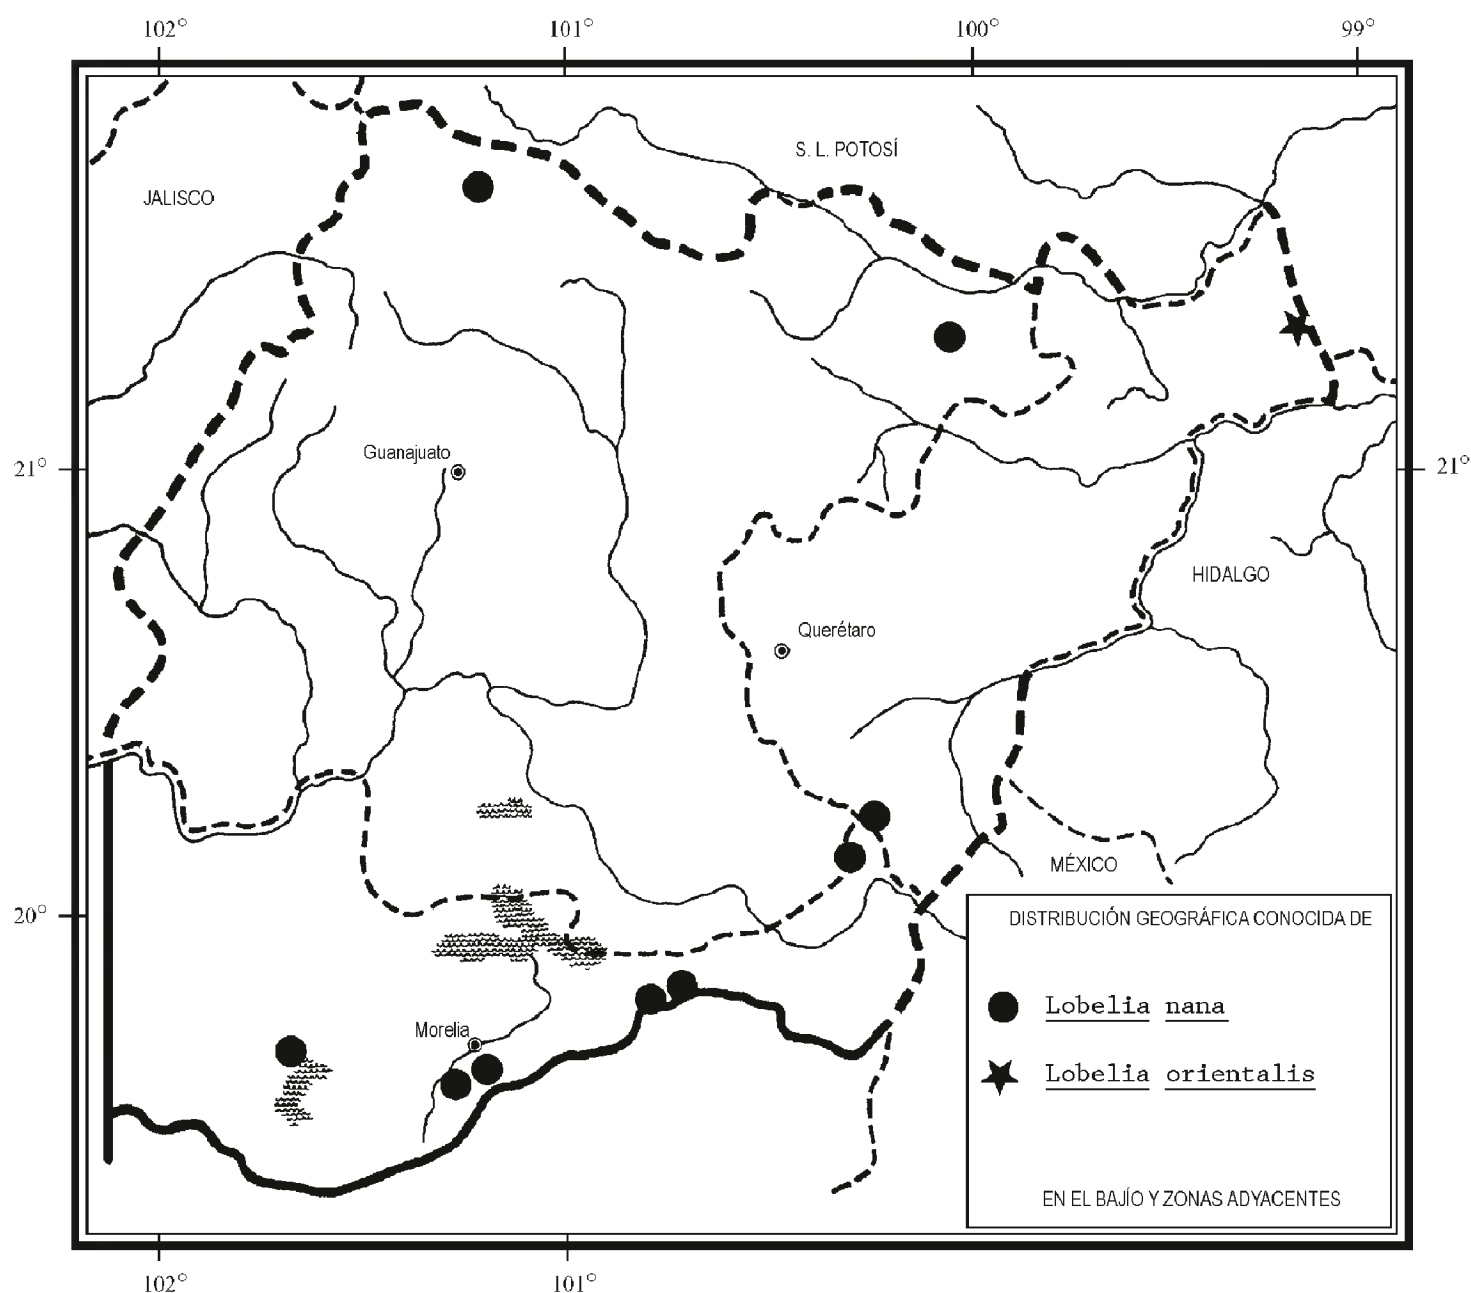 102° 101° 100° 99°
S. L. POTOSÍ
JALISCO
Guanajuato
21° 21°
HIDALGO
Querétaro
MÉXICO
20°
DISTRIBUCIÓN GEOGRÁFICA CONOCIDA DE
Lobelia nana
Morelia
Lobelia orientalis
EN EL BAJÍO Y ZONAS ADYACENTES
102° 101°